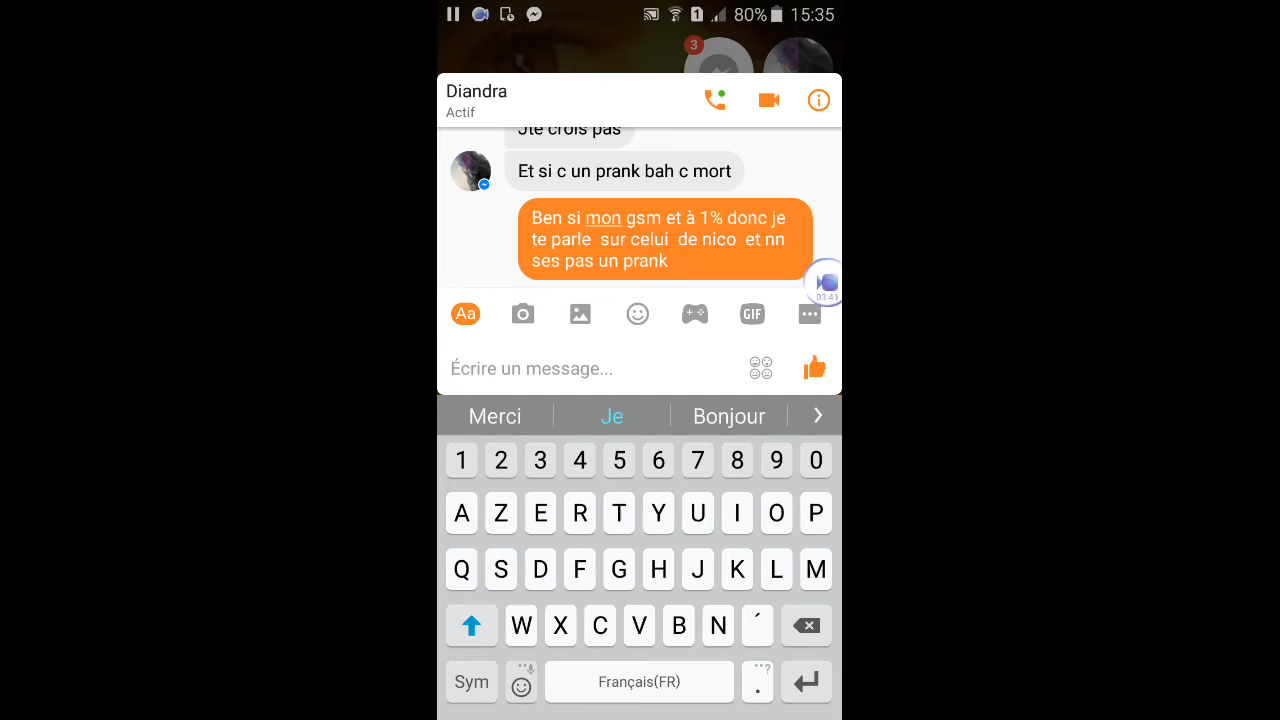 1 80% 15:35
3
Diandra
Actif
Jte crois pas
Et si c un prank bah c mort
Ben si mon gsm et à 1% donc je
te parle sur celui de nico et nn
ses pas un prank
03:41
Aa GIF
Écrire un message...
Merci Je Bonjour
1 2 3 4 5 6 7 8 9 0
A Z E R T Y U I O P
Q S D F G H J K L M
W X C V B N ´
Sym Français(FR) . ...?